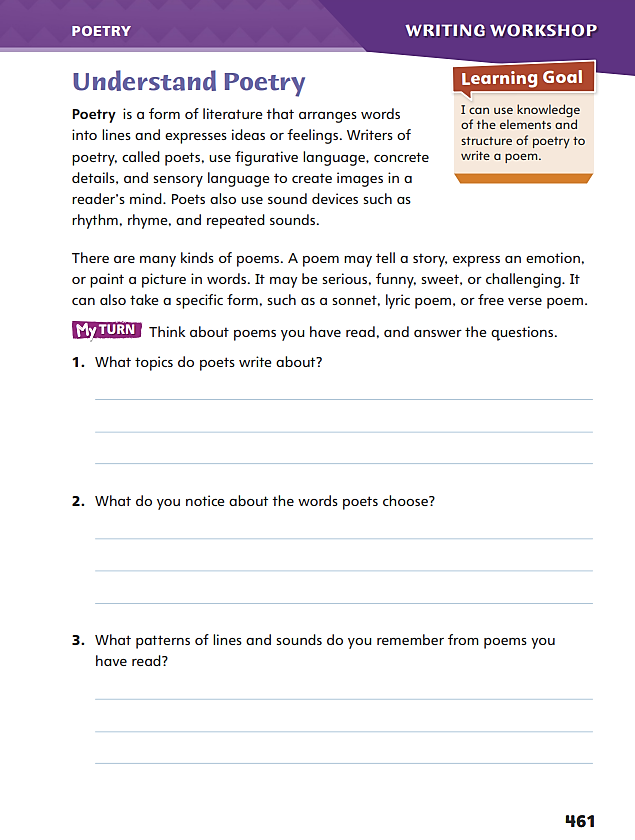 POETRY
WRITING WORKSHOP
Understand Poetry
Learning Goal
I can use knowledge
of the elements and
structure of poetry to
write a poem.
Poetry is a form of literature that arranges words
into lines and expresses ideas or feelings. Writers of
poetry, called poets, use figurative language, concrete
details, and sensory language to create images in a
reader's mind. Poets also use sound devices such as
rhythm, rhyme, and repeated sounds.
There are many kinds of poems. A poem may tell a story, express an emotion,
or paint a picture in words. It may be serious, funny, sweet, or challenging. It
can also take a specific form, such as a sonnet, lyric poem, or free verse poem.
My TURN Think about poems you have read, and answer the questions.
1. What topics do poets write about?
2. What do you notice about the words poets choose?
3. What patterns of lines and sounds do you remember from poems you
have read?
461